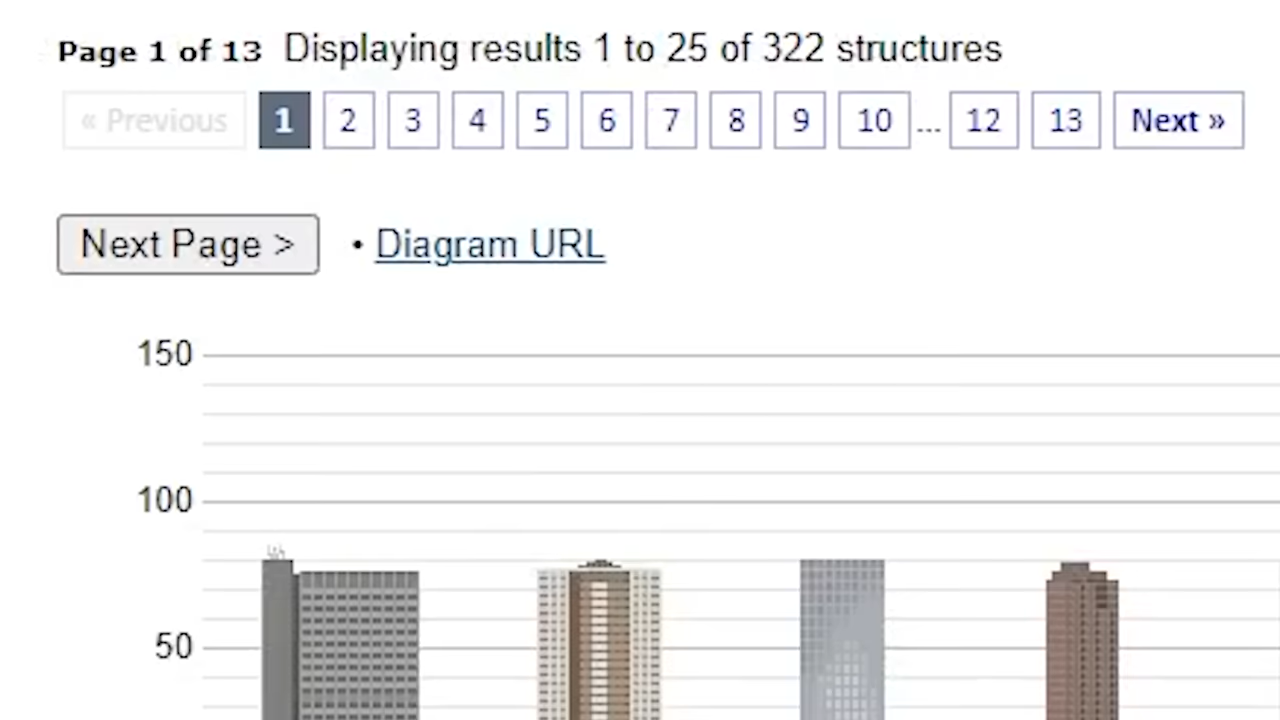 Page 1 of 13 Displaying results 1 to 25 of 322 structures
« Previous 1 2 3 4 5 6 7 8 9 10 ... 12 13 Next »
Next Page > • Diagram URL
150
100
50